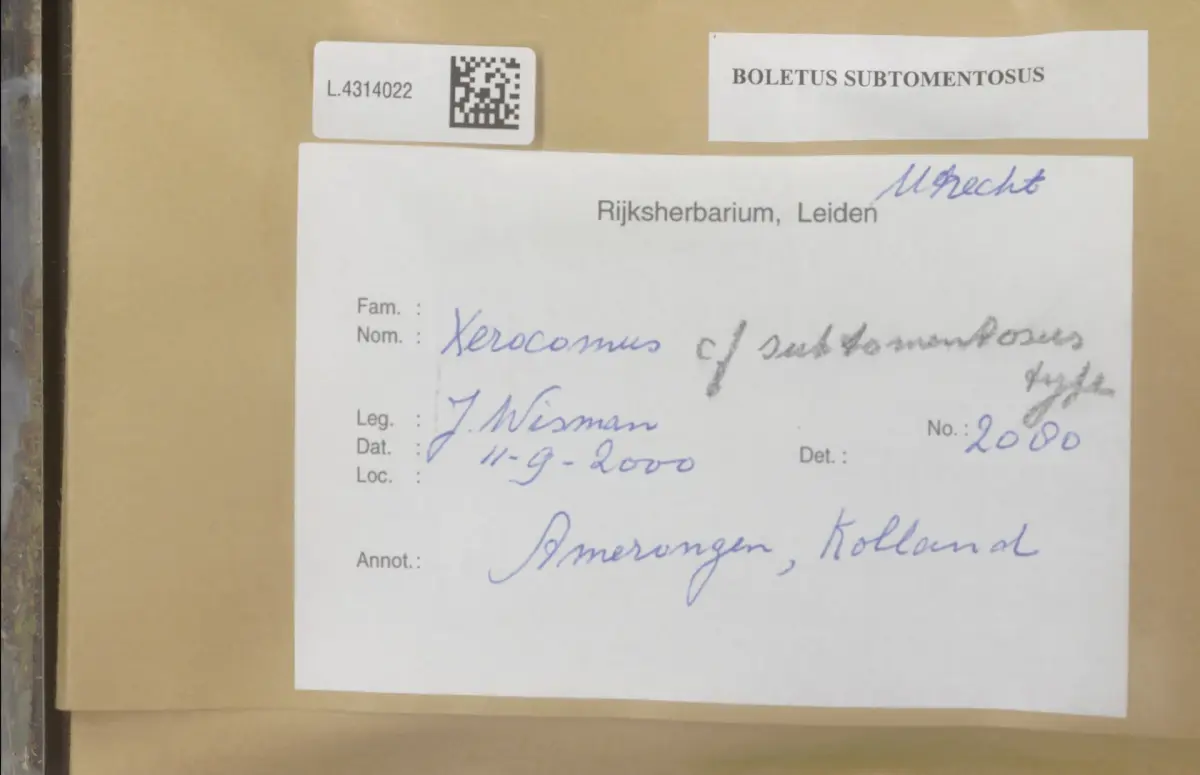 L.4314022
BOLETUS SUBTOMENTOSUS
Utrecht
Rijksherbarium, Leiden
Fam. :
Nom. : Xerocomus cf subtomentosus
type
Leg. : J. Wisman
No. : 2080
Dat. : 11-9-2000
Det. :
Loc. :
Amerongen, Kolland
Annot. :